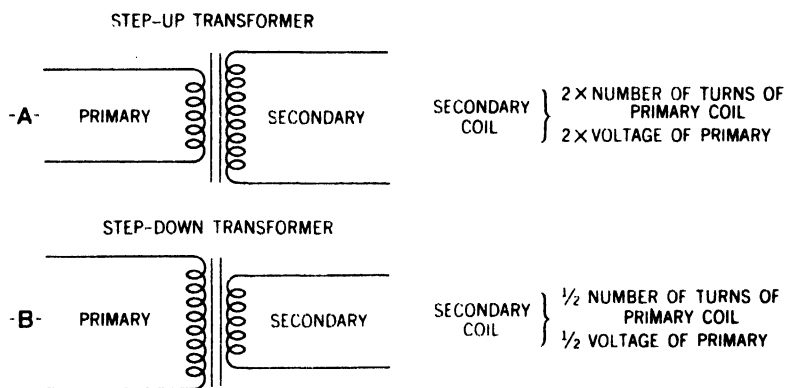 STEP-UP TRANSFORMER
-A- PRIMARY SECONDARY
SECONDARY COIL
2 × NUMBER OF TURNS OF
PRIMARY COIL
2 × VOLTAGE OF PRIMARY
STEP-DOWN TRANSFORMER
-B- PRIMARY SECONDARY
SECONDARY COIL
½ NUMBER OF TURNS OF
PRIMARY COIL
½ VOLTAGE OF PRIMARY